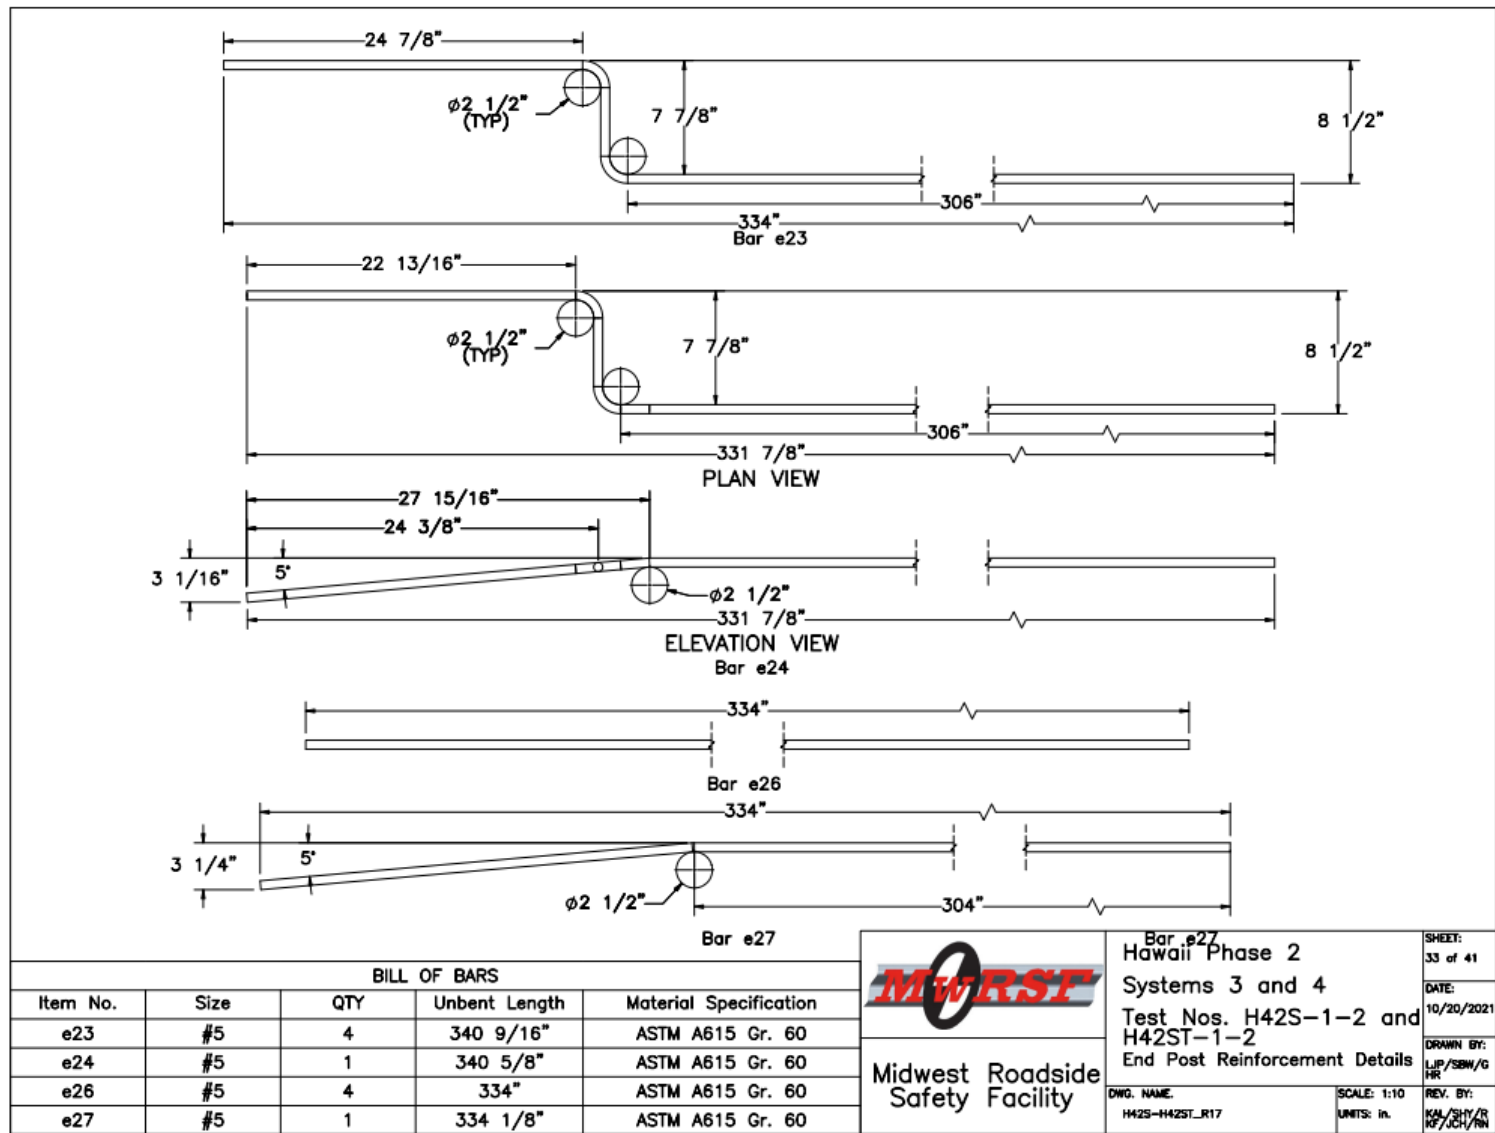 24 7/8"
ø2 1/2"
(TYP)
7 7/8"
8 1/2"
306"
334"
Bar e23
22 13/16"
ø2 1/2"
(TYP)
7 7/8"
8 1/2"
306"
331 7/8"
PLAN VIEW
27 15/16"
24 3/8"
3 1/16"
5°
ø2 1/2"
331 7/8"
ELEVATION VIEW
Bar e24
334"
Bar e26
334"
3 1/4"
5°
ø2 1/2"
304"
Bar e27
BILL OF BARS
Item No. Size QTY Unbent Length Material Specification
e23 #5 4 340 9/16" ASTM A615 Gr. 60
e24 #5 1 340 5/8" ASTM A615 Gr. 60
e26 #5 4 334" ASTM A615 Gr. 60
e27 #5 1 334 1/8" ASTM A615 Gr. 60
MWRSF
Midwest Roadside
Safety Facility
Bar e27
Hawaii Phase 2
Systems 3 and 4
Test Nos. H42S-1-2 and
H42ST-1-2
End Post Reinforcement Details
DWG. NAME.
H42S-H42ST_R17
SCALE: 1:10
UNITS: in.
SHEET:
33 of 41
DATE:
10/20/2021
DRAWN BY:
LJP/SBW/G
HR
REV. BY:
KAL/SHY/R
KF/JCH/RN